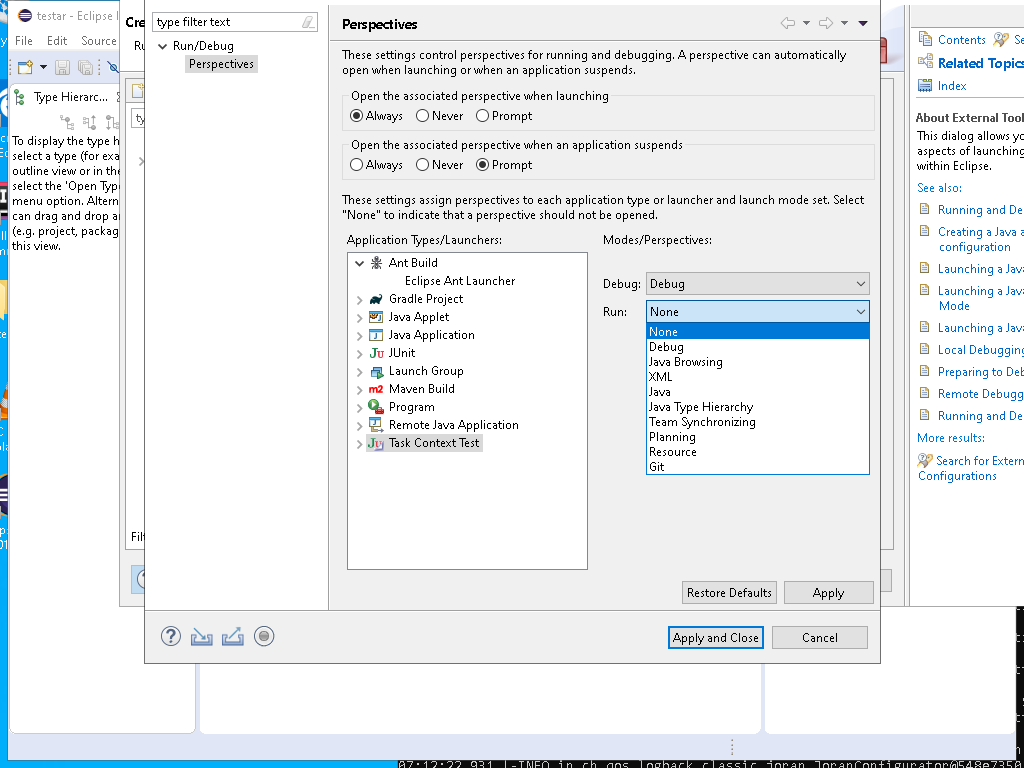 testar - Eclipse I
File Edit Source
Type Hierarc...
To display the type h
select a type (for exa
outline view or in the
select the 'Open Type
menu option. Altern
can drag and drop a
(e.g. project, packag
this view.
Cre
type filter text
Run/Debug
Perspectives
Perspectives
These settings control perspectives for running and debugging. A perspective can automatically
open when launching or when an application suspends.
Open the associated perspective when launching
Always Never Prompt
Open the associated perspective when an application suspends
Always Never Prompt
These settings assign perspectives to each application type or launcher and launch mode set. Select
"None" to indicate that a perspective should not be opened.
Application Types/Launchers:
Ant Build
Eclipse Ant Launcher
Gradle Project
Java Applet
Java Application
JUnit
Launch Group
Maven Build
Program
Remote Java Application
Task Context Test
Modes/Perspectives:
Debug: Debug
Run: None
None
Debug
Java Browsing
XML
Java
Java Type Hierarchy
Team Synchronizing
Planning
Resource
Git
Restore Defaults Apply
Apply and Close Cancel
Contents Se
Related Topics
Index
About External Tool
This dialog allows yo
aspects of launching
within Eclipse.
See also:
Running and De
Creating a Java a
configuration
Launching a Java
Launching a Java
Mode
Launching a Java
Local Debugging
Preparing to Deb
Remote Debugg
Running and De
More results:
Search for Extern
Configurations
07:12:22,931 |-INFO in ch.qos.logback.classic.joran.JoranConfigurator@548e7350